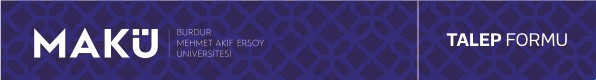 MAKÜ
BURDUR
MEHMET AKİF ERSOY
ÜNİVERSİTESİ
TALEP FORMU